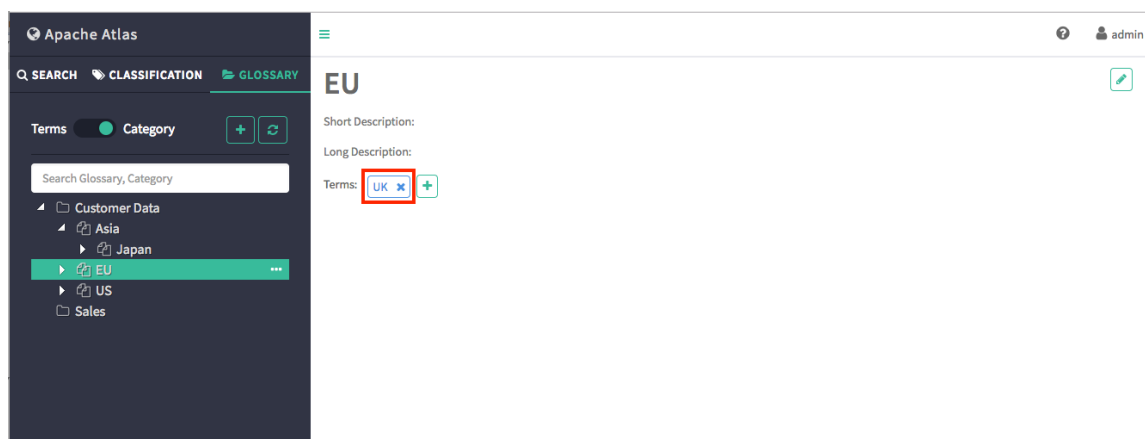 Apache Atlas
admin
SEARCH CLASSIFICATION GLOSSARY
EU
Terms Category
Short Description:
Long Description:
Search Glossary, Category
Terms: UK
Customer Data
Asia
Japan
EU
US
Sales